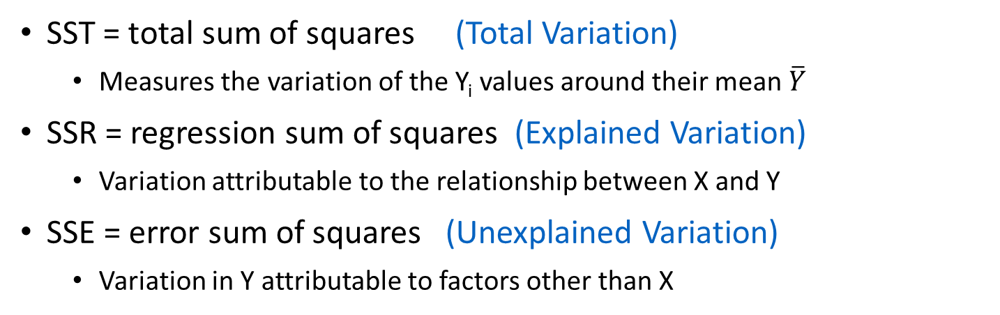 • SST = total sum of squares (Total Variation)
• Measures the variation of the Yᵢ values around their mean Ȳ
• SSR = regression sum of squares (Explained Variation)
• Variation attributable to the relationship between X and Y
• SSE = error sum of squares (Unexplained Variation)
• Variation in Y attributable to factors other than X